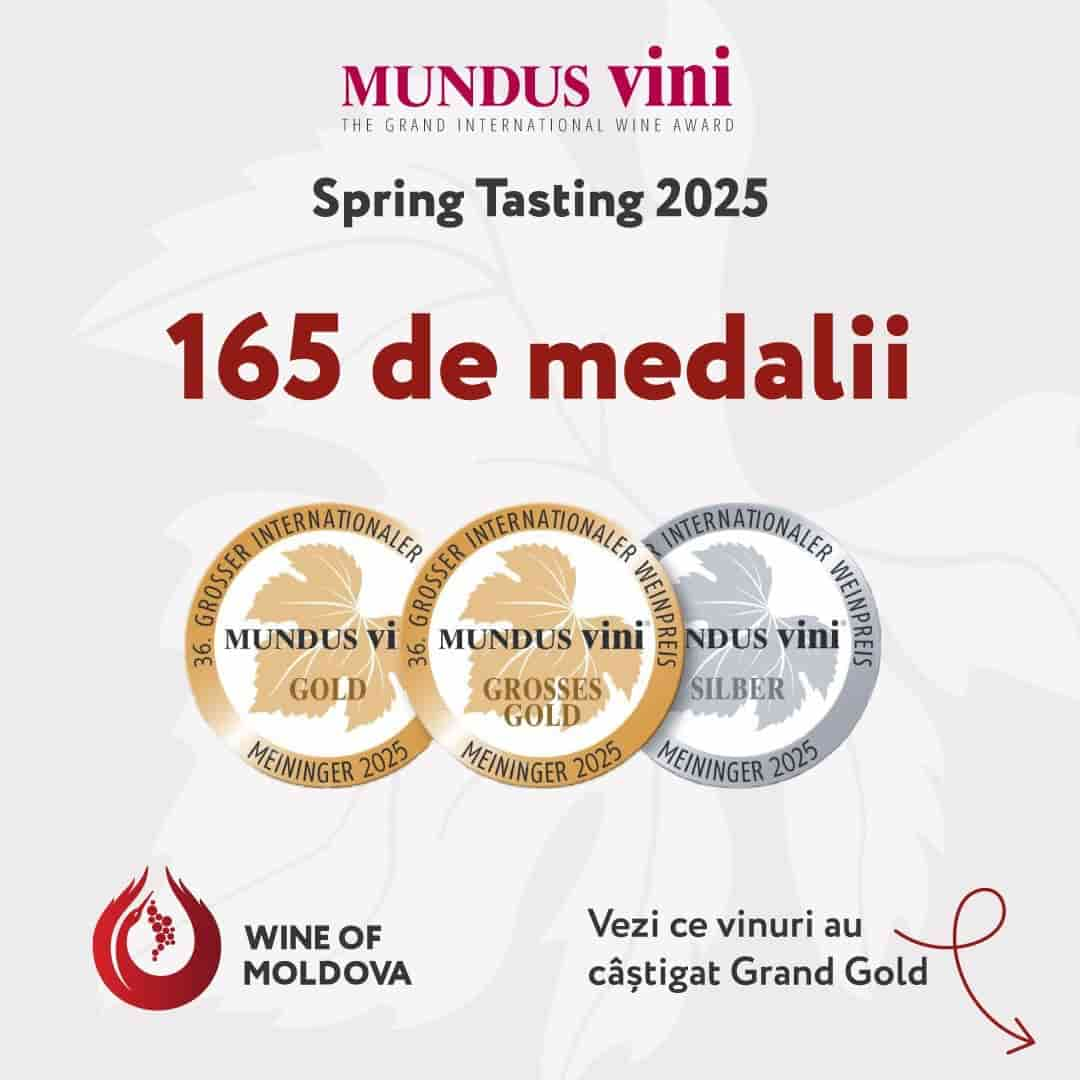 MUNDUS vini
THE GRAND INTERNATIONAL WINE AWARD
Spring Tasting 2025
165 de medalii
36. GROSSER INTERNATIONALER
MUNDUS vi
GOLD
MEININGER 2025
36. GROSSER INTERNATIONALER WEINPREIS
MUNDUS vini
GROSSES
GOLD
MEININGER 2025
R INTERNATIONALER WEINPREIS
NDUS vini
SILBER
MEININGER 2025
WINE OF
MOLDOVA
Vezi ce vinuri au
câștigat Grand Gold